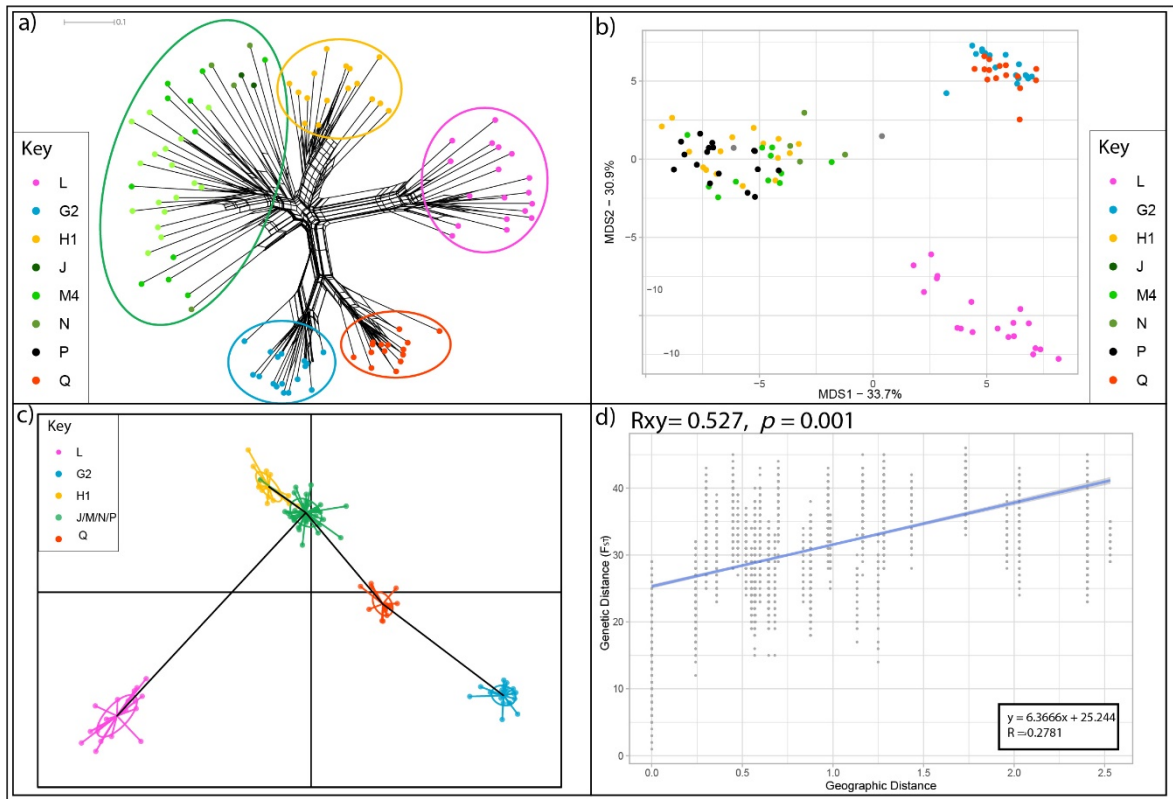 a)
0.1
Key
L
G2
H1
J
M4
N
P
Q
b)
MDS2 - 30.9%
5
0
-5
-10
-10
-5
0
5
MDS1 - 33.7%
Key
L
G2
H1
J
M4
N
P
Q
c)
Key
L
G2
H1
J/M/N/P
Q
d)
Rxy= 0.527, p = 0.001
Genetic Distance (FST)
40
30
20
10
0
0.0
0.5
1.0
1.5
2.0
2.5
Geographic Distance
y = 6.3666x + 25.244